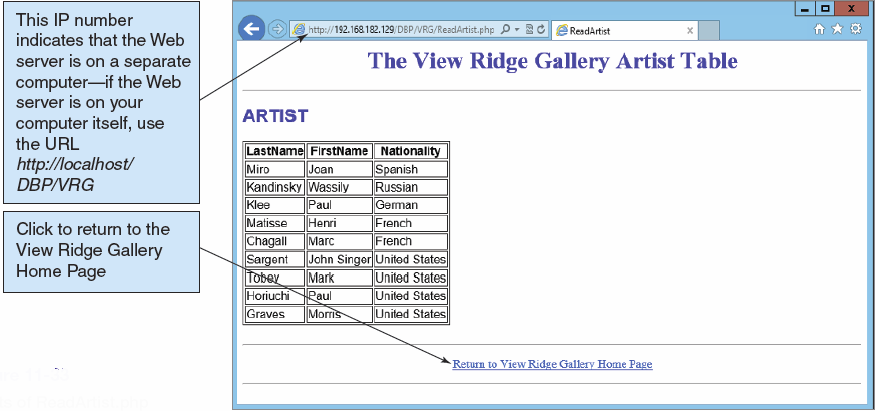 This IP number
indicates that the Web
server is on a separate
computer—if the Web
server is on your
computer itself, use
the URL
http://localhost/
DBP/VRG
Click to return to the
View Ridge Gallery
Home Page
http://192.168.182.129/DBP/VRG/ReadArtist.php
ReadArtist
The View Ridge Gallery Artist Table
ARTIST
LastName FirstName Nationality
Miro Joan Spanish
Kandinsky Wassily Russian
Klee Paul German
Matisse Henri French
Chagall Marc French
Sargent John Singer United States
Tobey Mark United States
Horiuchi Paul United States
Graves Morris United States
Return to View Ridge Gallery Home Page